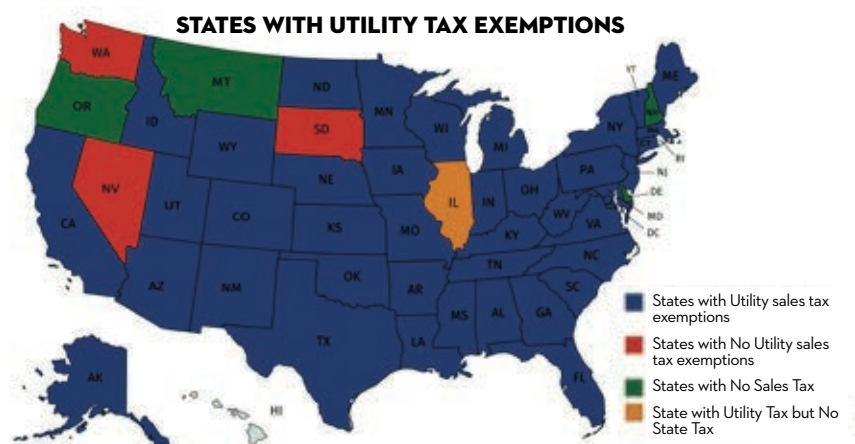 STATES WITH UTILITY TAX EXEMPTIONS
WA
MT
ND
MN
VT
ME
OR
ID
SD
WI
MI
NY
WY
IA
NE
PA
RI
NJ
NV
UT
CO
IL
IN
OH
DE
MD
DC
CA
KS
MO
WV
VA
KY
AZ
NM
OK
AR
TN
NC
SC
MS
AL
GA
TX
LA
FL
AK
HI
States with Utility sales tax
exemptions
States with No Utility sales
tax exemptions
States with No Sales Tax
State with Utility Tax but No
State Tax